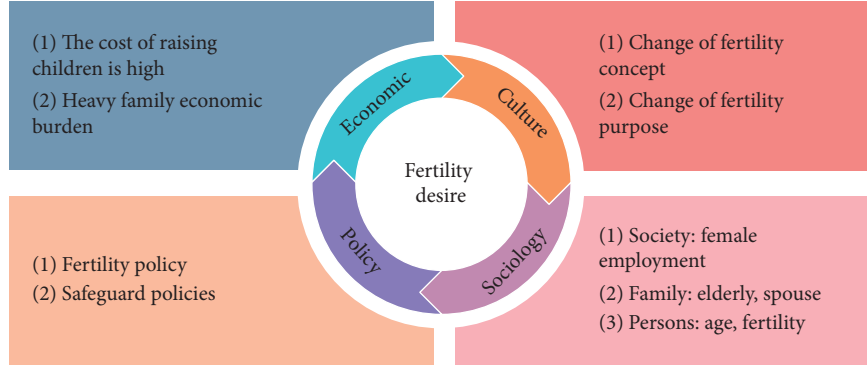 (1) The cost of raising
children is high
(2) Heavy family economic
burden
(1) Change of fertility
concept
(2) Change of fertility
purpose
Economic
Culture
Fertility
desire
Policy
Sociology
(1) Fertility policy
(2) Safeguard policies
(1) Society: female
employment
(2) Family: elderly, spouse
(3) Persons: age, fertility